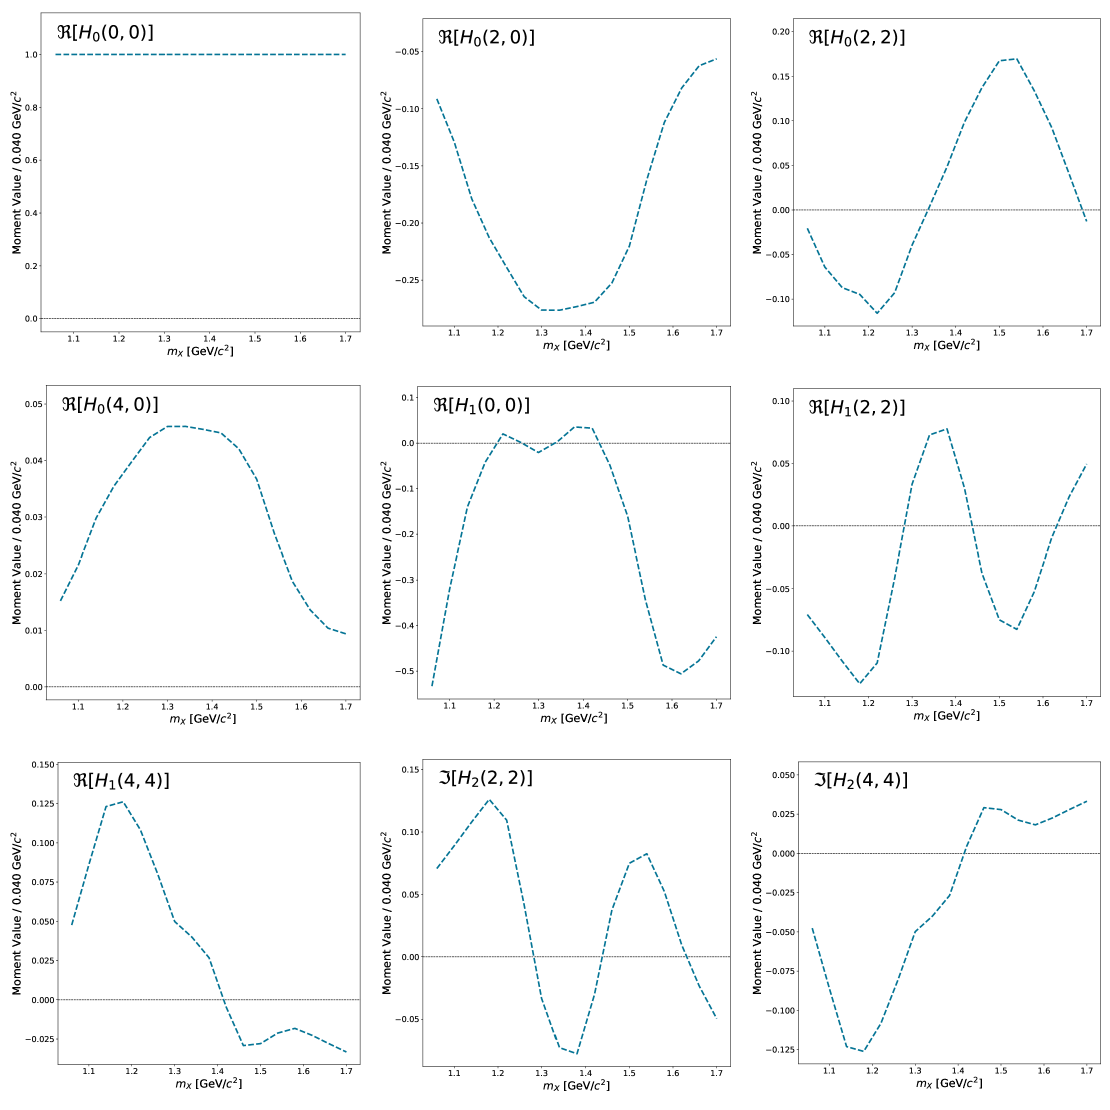 ℜ[H₀(0, 0)]
Moment Value / 0.040 GeV/c²
1.0
0.8
0.6
0.4
0.2
0.0
1.1 1.2 1.3 1.4 1.5 1.6 1.7
mₓ [GeV/c²]
ℜ[H₀(2, 0)]
Moment Value / 0.040 GeV/c²
−0.05
−0.10
−0.15
−0.20
−0.25
1.1 1.2 1.3 1.4 1.5 1.6 1.7
mₓ [GeV/c²]
ℜ[H₀(2, 2)]
Moment Value / 0.040 GeV/c²
0.20
0.15
0.10
0.05
0.00
−0.05
−0.10
1.1 1.2 1.3 1.4 1.5 1.6 1.7
mₓ [GeV/c²]
ℜ[H₀(4, 0)]
Moment Value / 0.040 GeV/c²
0.05
0.04
0.03
0.02
0.01
0.00
1.1 1.2 1.3 1.4 1.5 1.6 1.7
mₓ [GeV/c²]
ℜ[H₁(0, 0)]
Moment Value / 0.040 GeV/c²
0.1
0.0
−0.1
−0.2
−0.3
−0.4
−0.5
1.1 1.2 1.3 1.4 1.5 1.6 1.7
mₓ [GeV/c²]
ℜ[H₁(2, 2)]
Moment Value / 0.040 GeV/c²
0.10
0.05
0.00
−0.05
−0.10
1.1 1.2 1.3 1.4 1.5 1.6 1.7
mₓ [GeV/c²]
ℜ[H₁(4, 4)]
Moment Value / 0.040 GeV/c²
0.150
0.125
0.100
0.075
0.050
0.025
0.000
−0.025
1.1 1.2 1.3 1.4 1.5 1.6 1.7
mₓ [GeV/c²]
ℑ[H₂(2, 2)]
Moment Value / 0.040 GeV/c²
0.15
0.10
0.05
0.00
−0.05
1.1 1.2 1.3 1.4 1.5 1.6 1.7
mₓ [GeV/c²]
ℑ[H₂(4, 4)]
Moment Value / 0.040 GeV/c²
0.050
0.025
0.000
−0.025
−0.050
−0.075
−0.100
−0.125
1.1 1.2 1.3 1.4 1.5 1.6 1.7
mₓ [GeV/c²]